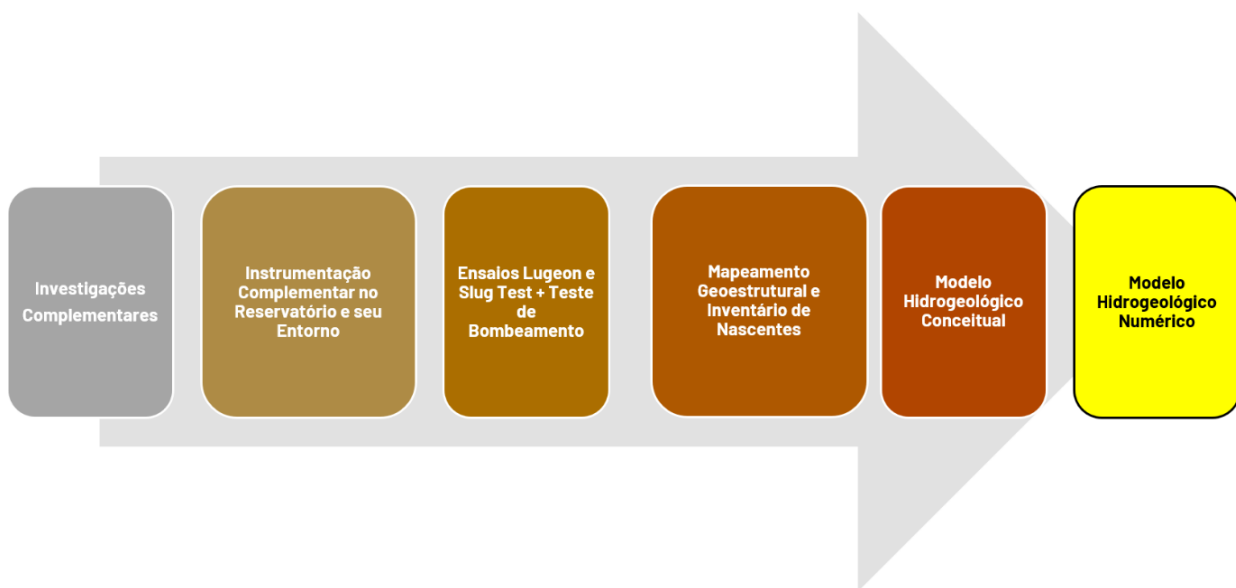 Investigações
Complementares
Instrumentação
Complementar no
Reservatório e seu
Entorno
Ensaios Lugeon e
Slug Test + Teste
de
Bombeamento
Mapeamento
Geoestrutural e
Inventário de
Nascentes
Modelo
Hidrogeológico
Conceitual
Modelo
Hidrogeológico
Numérico